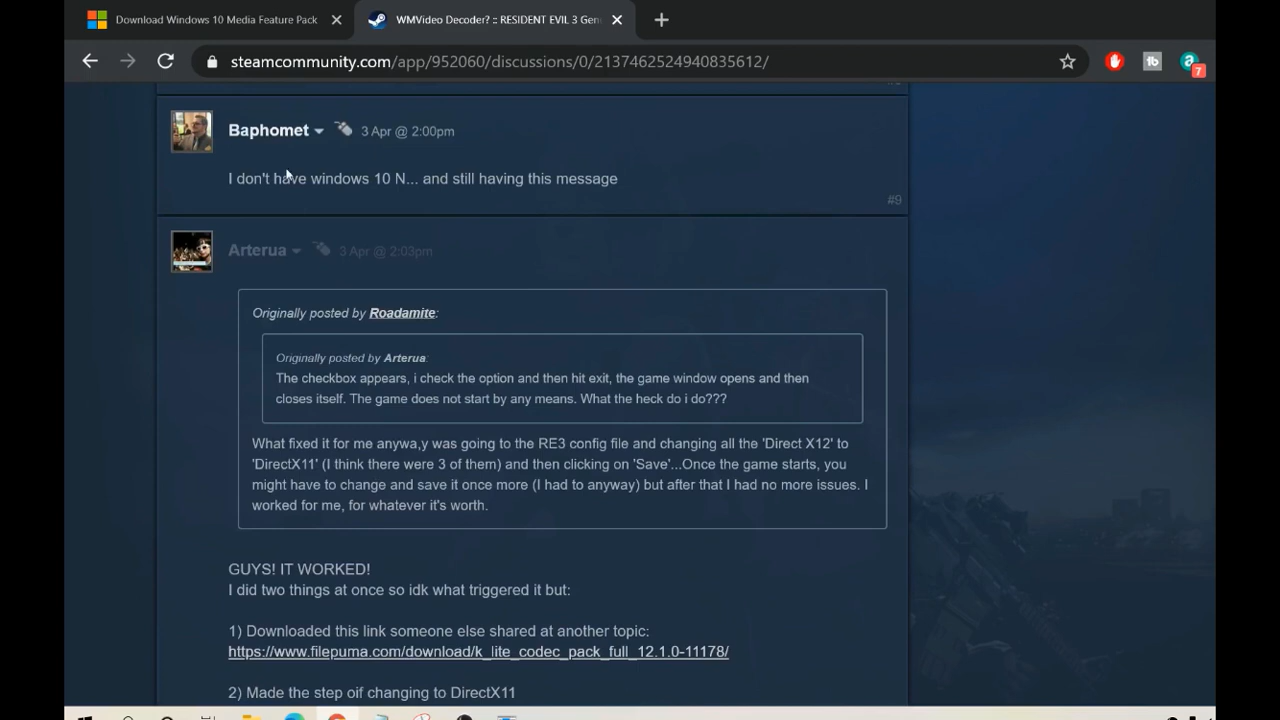 Download Windows 10 Media Feature Pack
WMVideo Decoder? :: RESIDENT EVIL 3 Gen
steamcommunity.com/app/952060/discussions/0/2137462524940835612/
7
Baphomet
3 Apr @ 2:00pm
I don't have windows 10 N... and still having this message
#9
Arterua
3 Apr @ 2:03pm
Originally posted by Roadamite:
Originally posted by Arterua:
The checkbox appears, i check the option and then hit exit, the game window opens and then
closes itself. The game does not start by any means. What the heck do i do???
What fixed it for me anywa,y was going to the RE3 config file and changing all the 'Direct X12' to
'DirectX11' (I think there were 3 of them) and then clicking on 'Save'...Once the game starts, you
might have to change and save it once more (I had to anyway) but after that I had no more issues. I
worked for me, for whatever it's worth.
GUYS! IT WORKED!
I did two things at once so idk what triggered it but:
1) Downloaded this link someone else shared at another topic:
https://www.filepuma.com/download/k_lite_codec_pack_full_12.1.0-11178/
2) Made the step oif changing to DirectX11